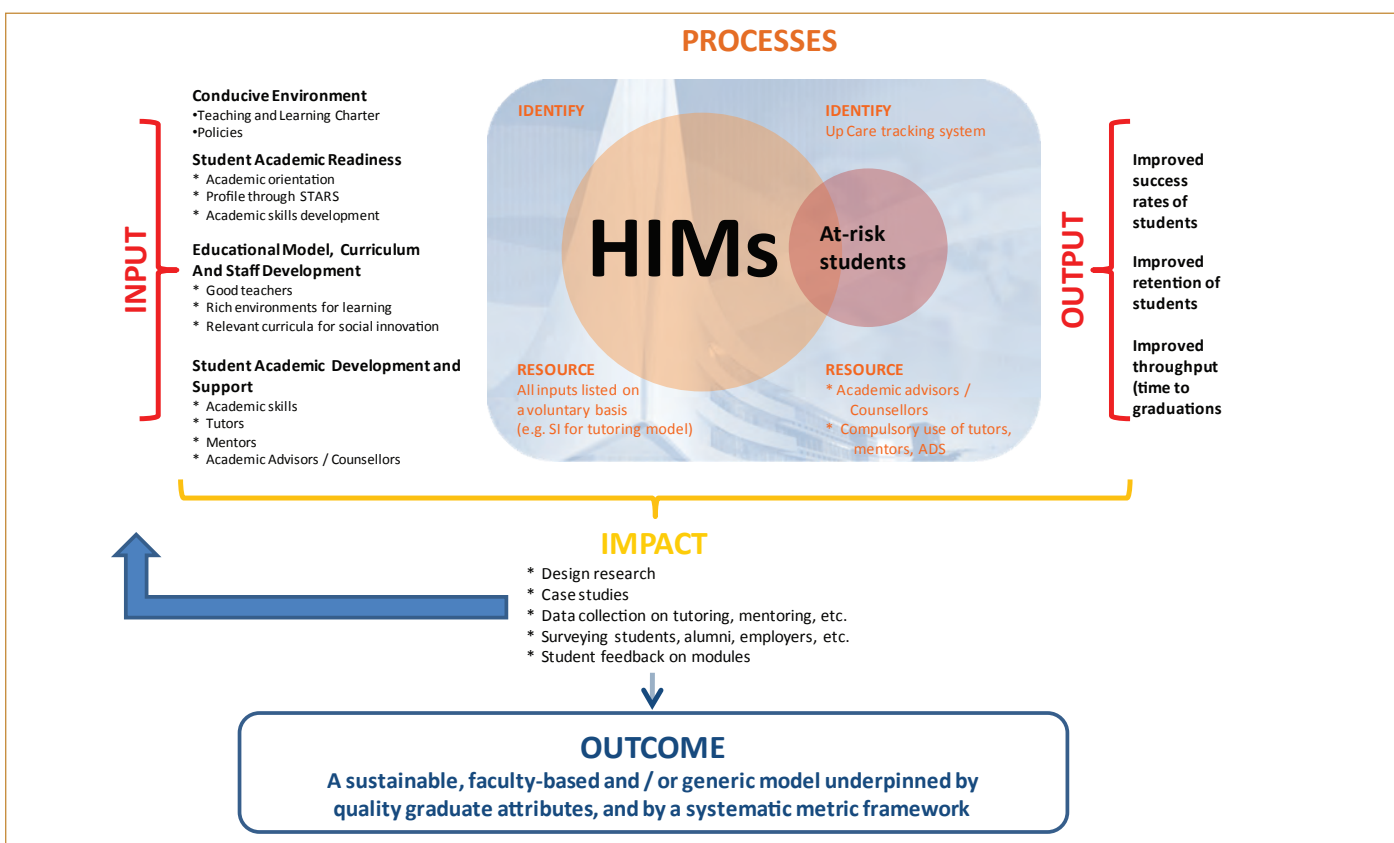 PROCESSES
INPUT
Conducive Environment
•Teaching and Learning Charter
•Policies
Student Academic Readiness
* Academic orientation
* Profile through STARS
* Academic skills development
Educational Model, Curriculum
And Staff Development
* Good teachers
* Rich environments for learning
* Relevant curricula for social innovation
Student Academic Development and
Support
* Academic skills
* Tutors
* Mentors
* Academic Advisors / Counsellors
IDENTIFY
IDENTIFY
Up Care tracking system
HIMs
At-risk
students
RESOURCE
All inputs listed on
a voluntary basis
(e.g. SI for tutoring model)
RESOURCE
* Academic advisors /
Counsellors
* Compulsory use of tutors,
mentors, ADS
OUTPUT
Improved
success
rates of
students
Improved
retention of
students
Improved
throughput
(time to
graduations
IMPACT
* Design research
* Case studies
* Data collection on tutoring, mentoring, etc.
* Surveying students, alumni, employers, etc.
* Student feedback on modules
OUTCOME
A sustainable, faculty-based and / or generic model underpinned by
quality graduate attributes, and by a systematic metric framework